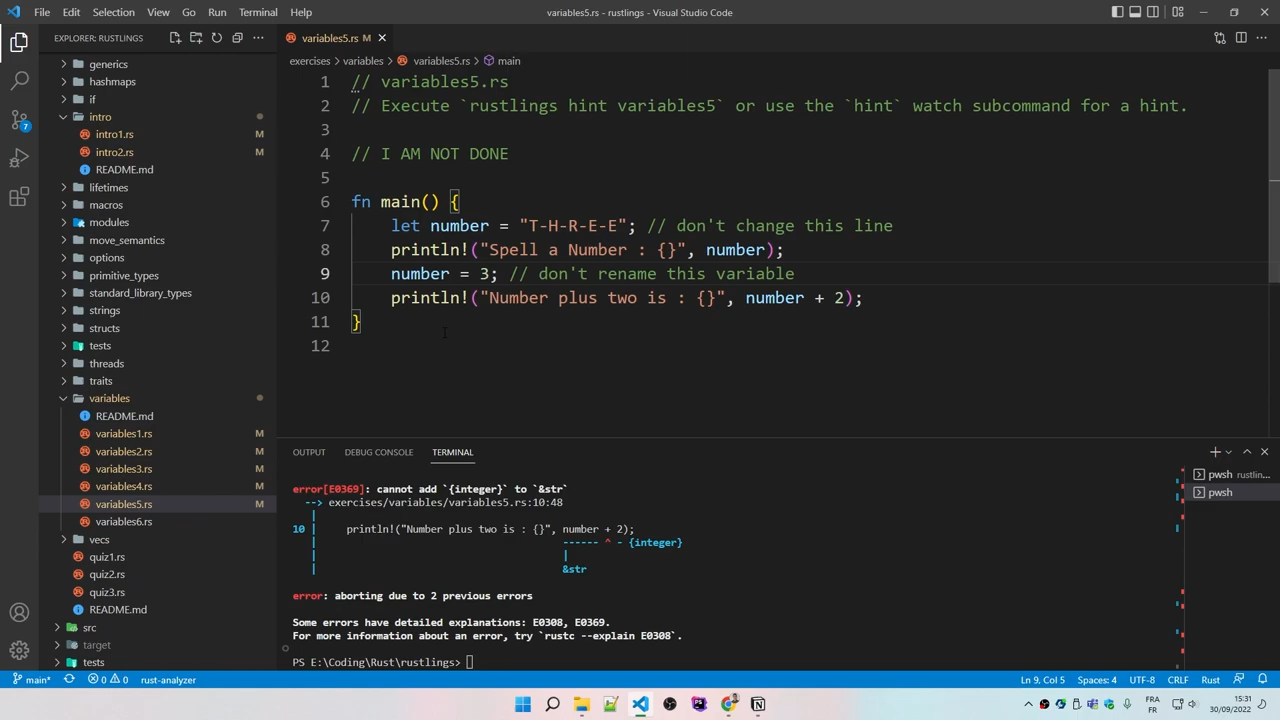 File Edit Selection View Go Run Terminal Help
variables5.rs - rustlings - Visual Studio Code
EXPLORER: RUSTLINGS
generics
hashmaps
if
intro
intro1.rs M
intro2.rs M
README.md
lifetimes
macros
modules
move_semantics
options
primitive_types
standard_library_types
strings
structs
tests
threads
traits
variables
README.md
variables1.rs M
variables2.rs M
variables3.rs M
variables4.rs M
variables5.rs M
variables6.rs
vecs
quiz1.rs
quiz2.rs
quiz3.rs
README.md
src
target
tests
7
variables5.rs M
exercises > variables > variables5.rs > main
1 // variables5.rs
2 // Execute `rustlings hint variables5` or use the `hint` watch subcommand for a hint.
3
4 // I AM NOT DONE
5
6 fn main() {
7 let number = "T-H-R-E-E"; // don't change this line
8 println!("Spell a Number : {}", number);
9 number = 3; // don't rename this variable
10 println!("Number plus two is : {}", number + 2);
11 }
12
OUTPUT DEBUG CONSOLE TERMINAL
error[E0369]: cannot add `{integer}` to `&str`
--> exercises/variables/variables5.rs:10:48
|
10 | println!("Number plus two is : {}", number + 2);
| ------ ^ - {integer}
| |
| &str
error: aborting due to 2 previous errors
Some errors have detailed explanations: E0308, E0369.
For more information about an error, try `rustc --explain E0308`.
PS E:\Coding\Rust\rustlings>
pwsh rustlin...
pwsh
main* 0 0 rust-analyzer
Ln 9, Col 5 Spaces: 4 UTF-8 CRLF Rust
FRA
FR
15:31
30/09/2022